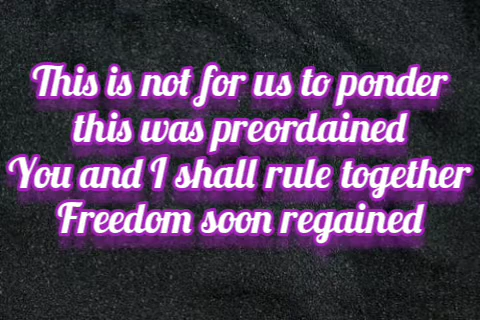 This is not for us to ponder
this was preordained
You and I shall rule together
Freedom soon regained